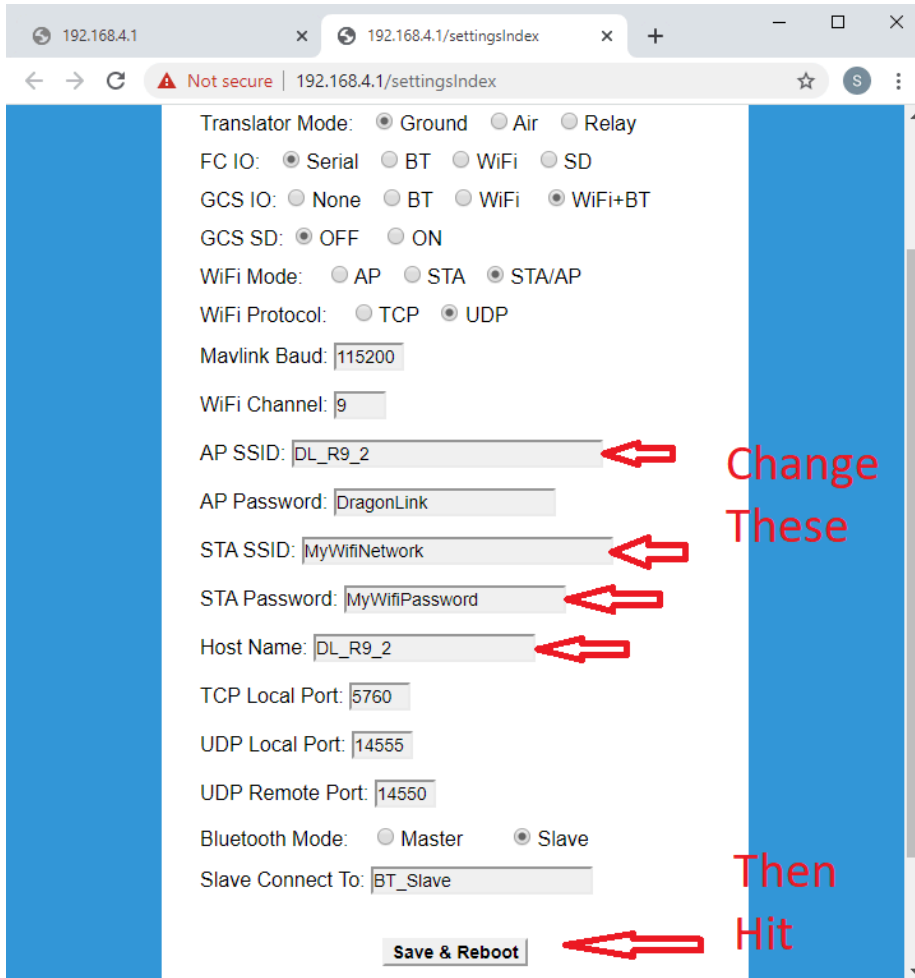 192.168.4.1
192.168.4.1/settingsIndex
Not secure | 192.168.4.1/settingsIndex
S
Translator Mode: Ground Air Relay
FC IO: Serial BT WiFi SD
GCS IO: None BT WiFi WiFi+BT
GCS SD: OFF ON
WiFi Mode: AP STA STA/AP
WiFi Protocol: TCP UDP
Mavlink Baud: 115200
WiFi Channel: 9
AP SSID: DL_R9_2
Change
AP Password: DragonLink
These
STA SSID: MyWifiNetwork
STA Password: MyWifiPassword
Host Name: DL_R9_2
TCP Local Port: 5760
UDP Local Port: 14555
UDP Remote Port: 14550
Bluetooth Mode: Master Slave
Slave Connect To: BT_Slave
Then
Hit
Save & Reboot